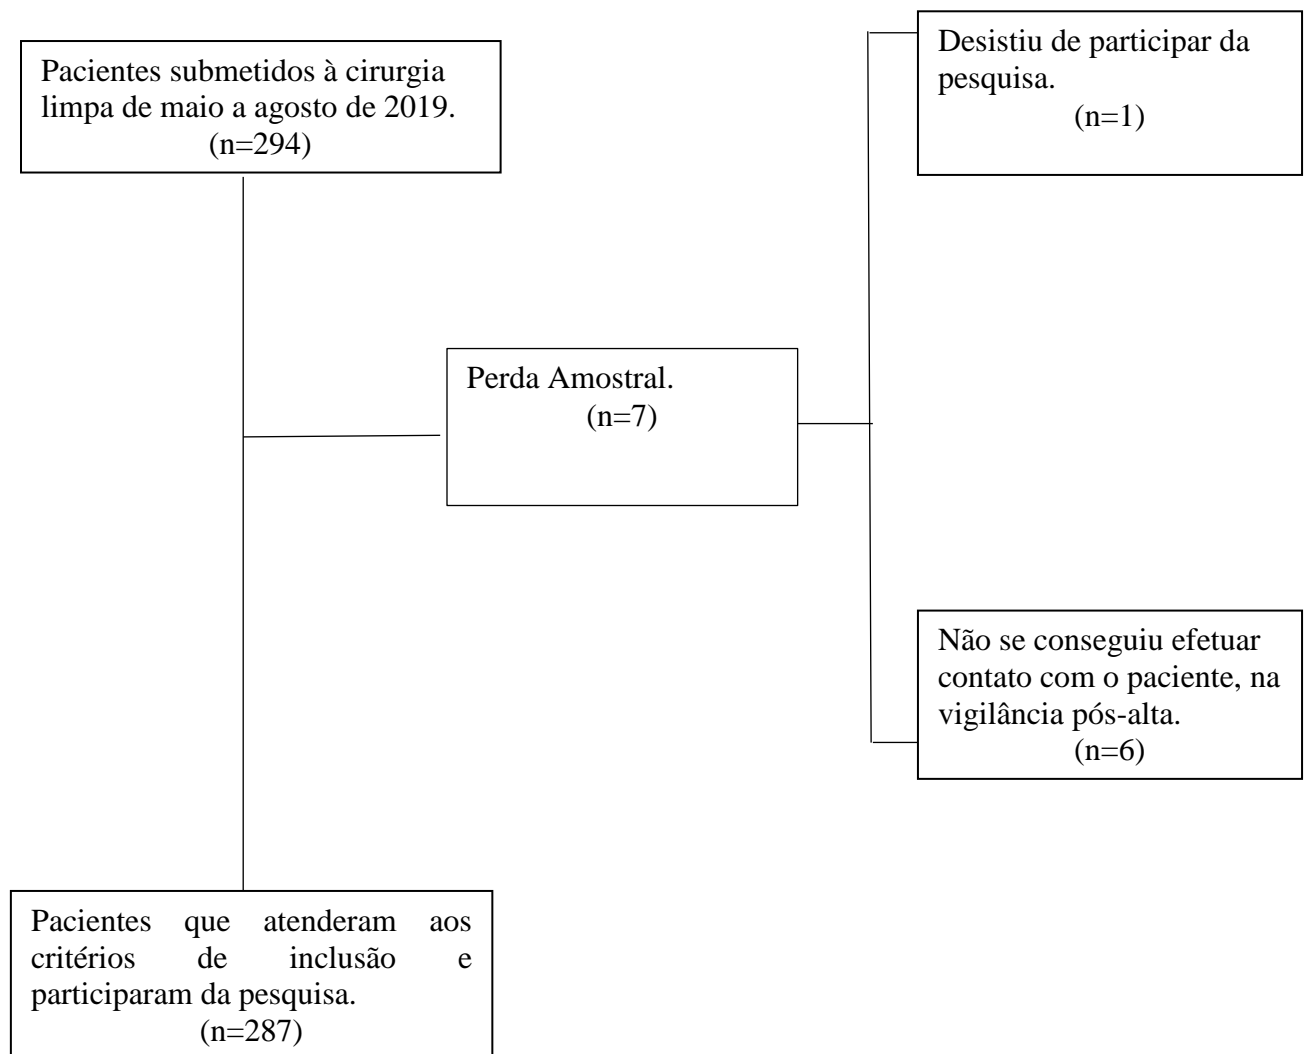 Pacientes submetidos à cirurgia
limpa de maio a agosto de 2019.
(n=294)
Desistiu de participar da
pesquisa.
(n=1)
Perda Amostral.
(n=7)
Não se conseguiu efetuar
contato com o paciente, na
vigilância pós-alta.
(n=6)
Pacientes que atenderam aos
critérios de inclusão e
participaram da pesquisa.
(n=287)